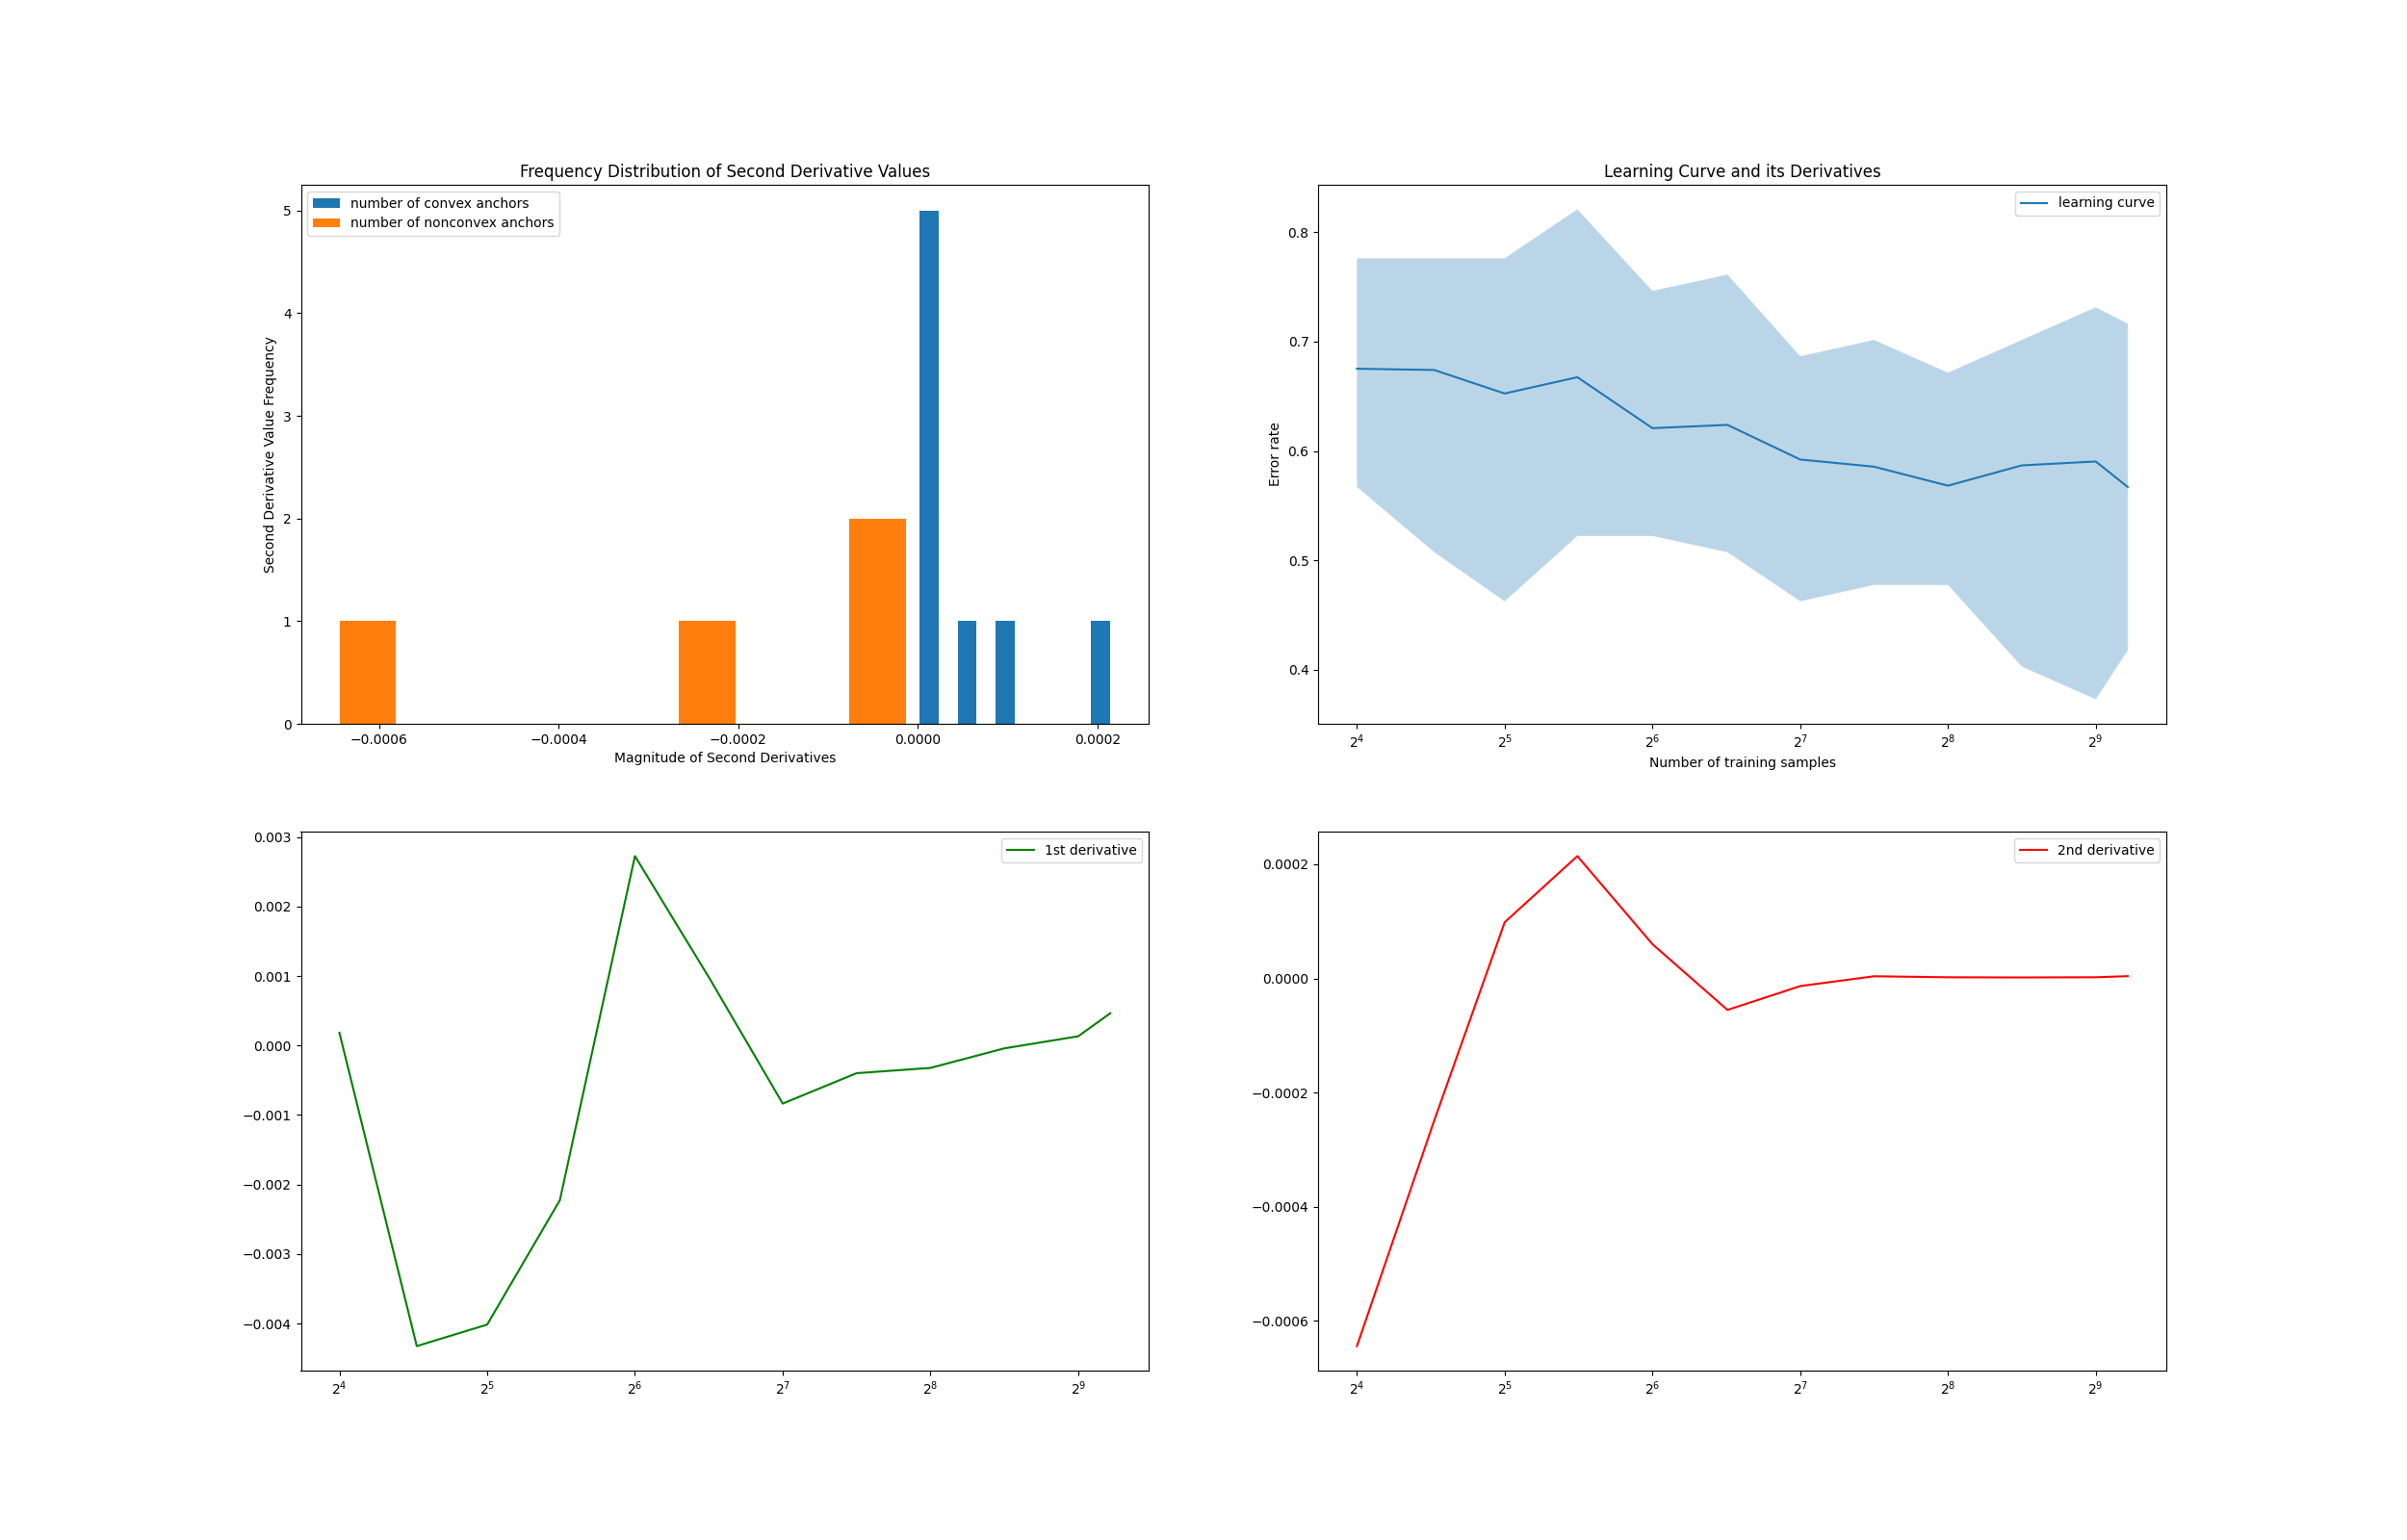 Frequency Distribution of Second Derivative Values
number of convex anchors
number of nonconvex anchors
Second Derivative Value Frequency
5
4
3
2
1
0
−0.0006 −0.0004 −0.0002 0.0000 0.0002
Magnitude of Second Derivatives
Learning Curve and its Derivatives
learning curve
Error rate
0.8
0.7
0.6
0.5
0.4
2⁴ 2⁵ 2⁶ 2⁷ 2⁸ 2⁹
Number of training samples
1st derivative
0.003
0.002
0.001
0.000
−0.001
−0.002
−0.003
−0.004
2⁴ 2⁵ 2⁶ 2⁷ 2⁸ 2⁹
2nd derivative
0.0002
0.0000
−0.0002
−0.0004
−0.0006
2⁴ 2⁵ 2⁶ 2⁷ 2⁸ 2⁹